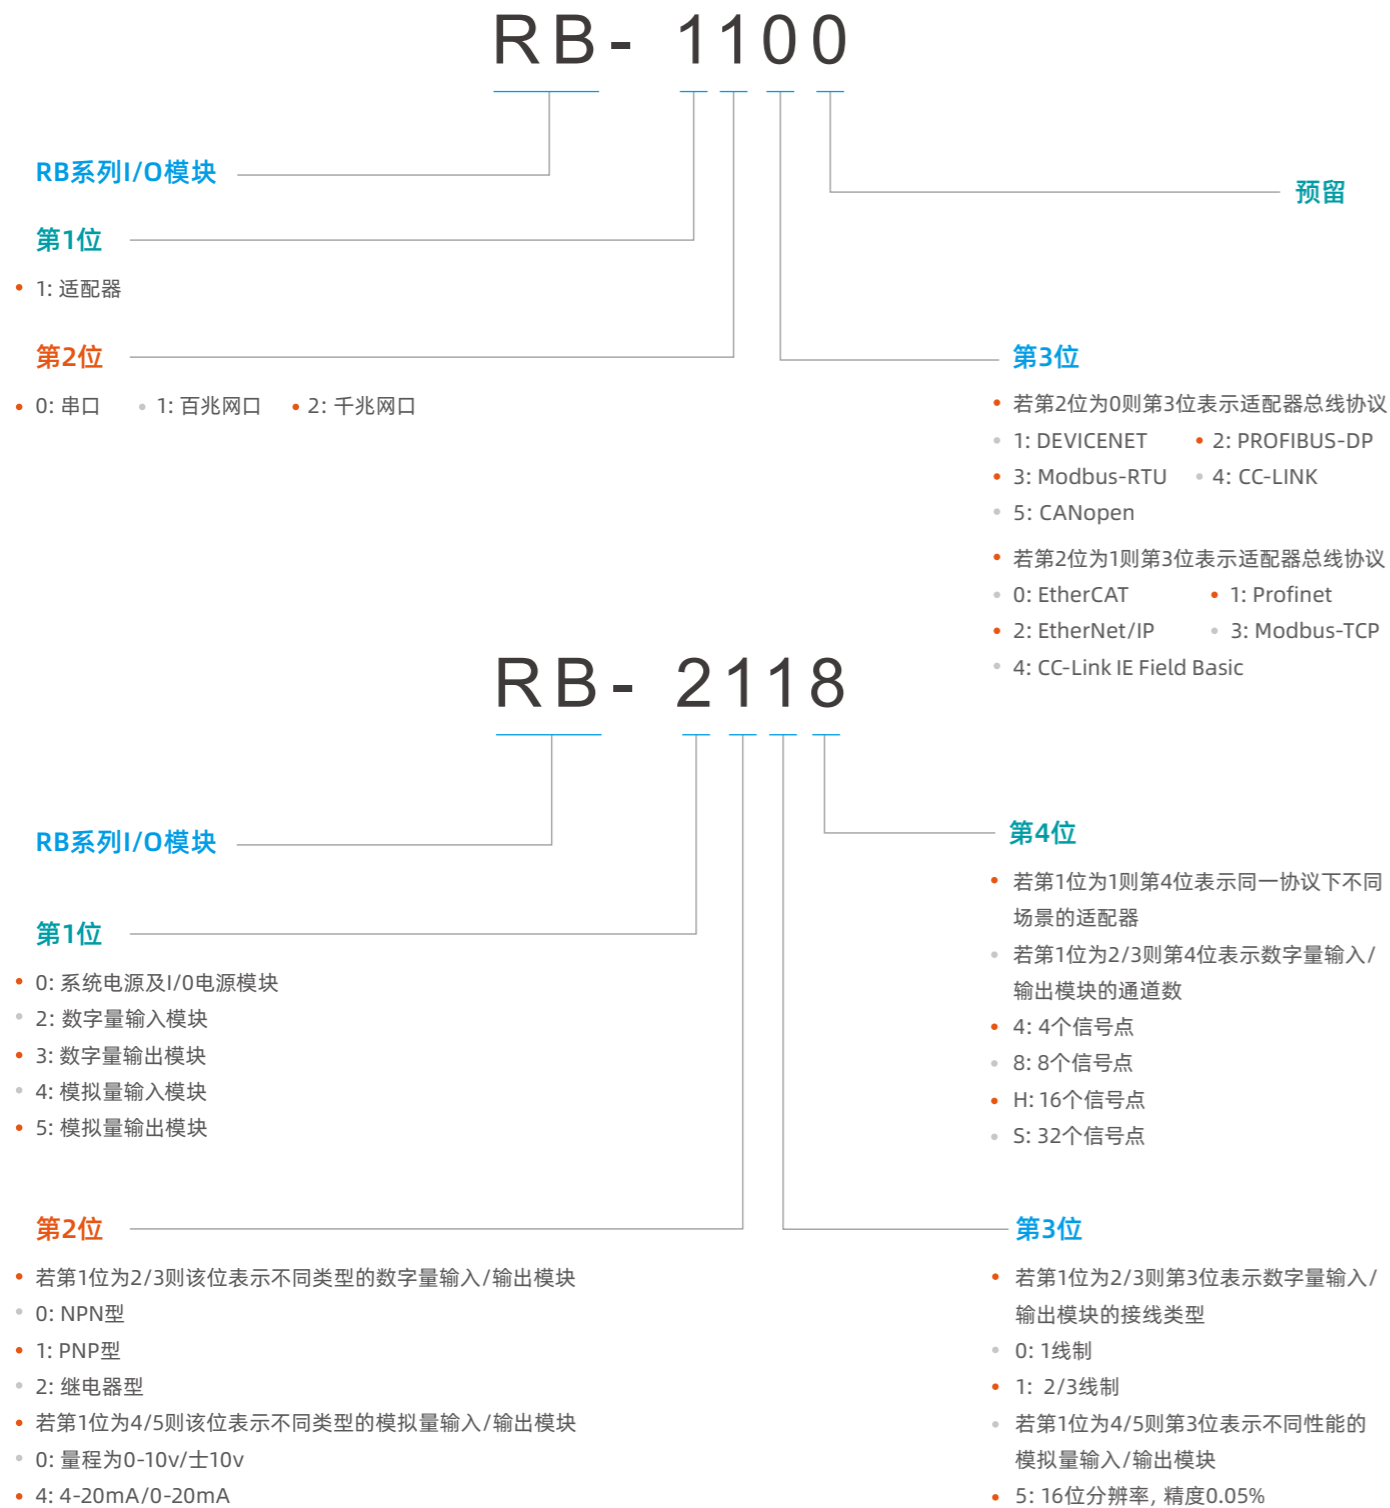 RB- 1100
RB系列I/O模块
预留
第1位
1: 适配器
第2位
0: 串口 1: 百兆网口 2: 千兆网口
第3位
若第2位为0则第3位表示适配器总线协议
1: DEVICENET 2: PROFIBUS-DP
3: Modbus-RTU 4: CC-LINK
5: CANopen
若第2位为1则第3位表示适配器总线协议
0: EtherCAT 1: Profinet
2: EtherNet/IP 3: Modbus-TCP
4: CC-Link IE Field Basic
RB- 2118
RB系列I/O模块
第1位
0: 系统电源及I/0电源模块
2: 数字量输入模块
3: 数字量输出模块
4: 模拟量输入模块
5: 模拟量输出模块
第4位
若第1位为1则第4位表示同一协议下不同
场景的适配器
若第1位为2/3则第4位表示数字量输入/
输出模块的通道数
4: 4个信号点
8: 8个信号点
H: 16个信号点
S: 32个信号点
第2位
若第1位为2/3则该位表示不同类型的数字量输入/输出模块
0: NPN型
1: PNP型
2: 继电器型
若第1位为4/5则该位表示不同类型的模拟量输入/输出模块
0: 量程为0-10v/士10v
4: 4-20mA/0-20mA
第3位
若第1位为2/3则第3位表示数字量输入/
输出模块的接线类型
0: 1线制
1: 2/3线制
若第1位为4/5则第3位表示不同性能的
模拟量输入/输出模块
5: 16位分辨率, 精度0.05%